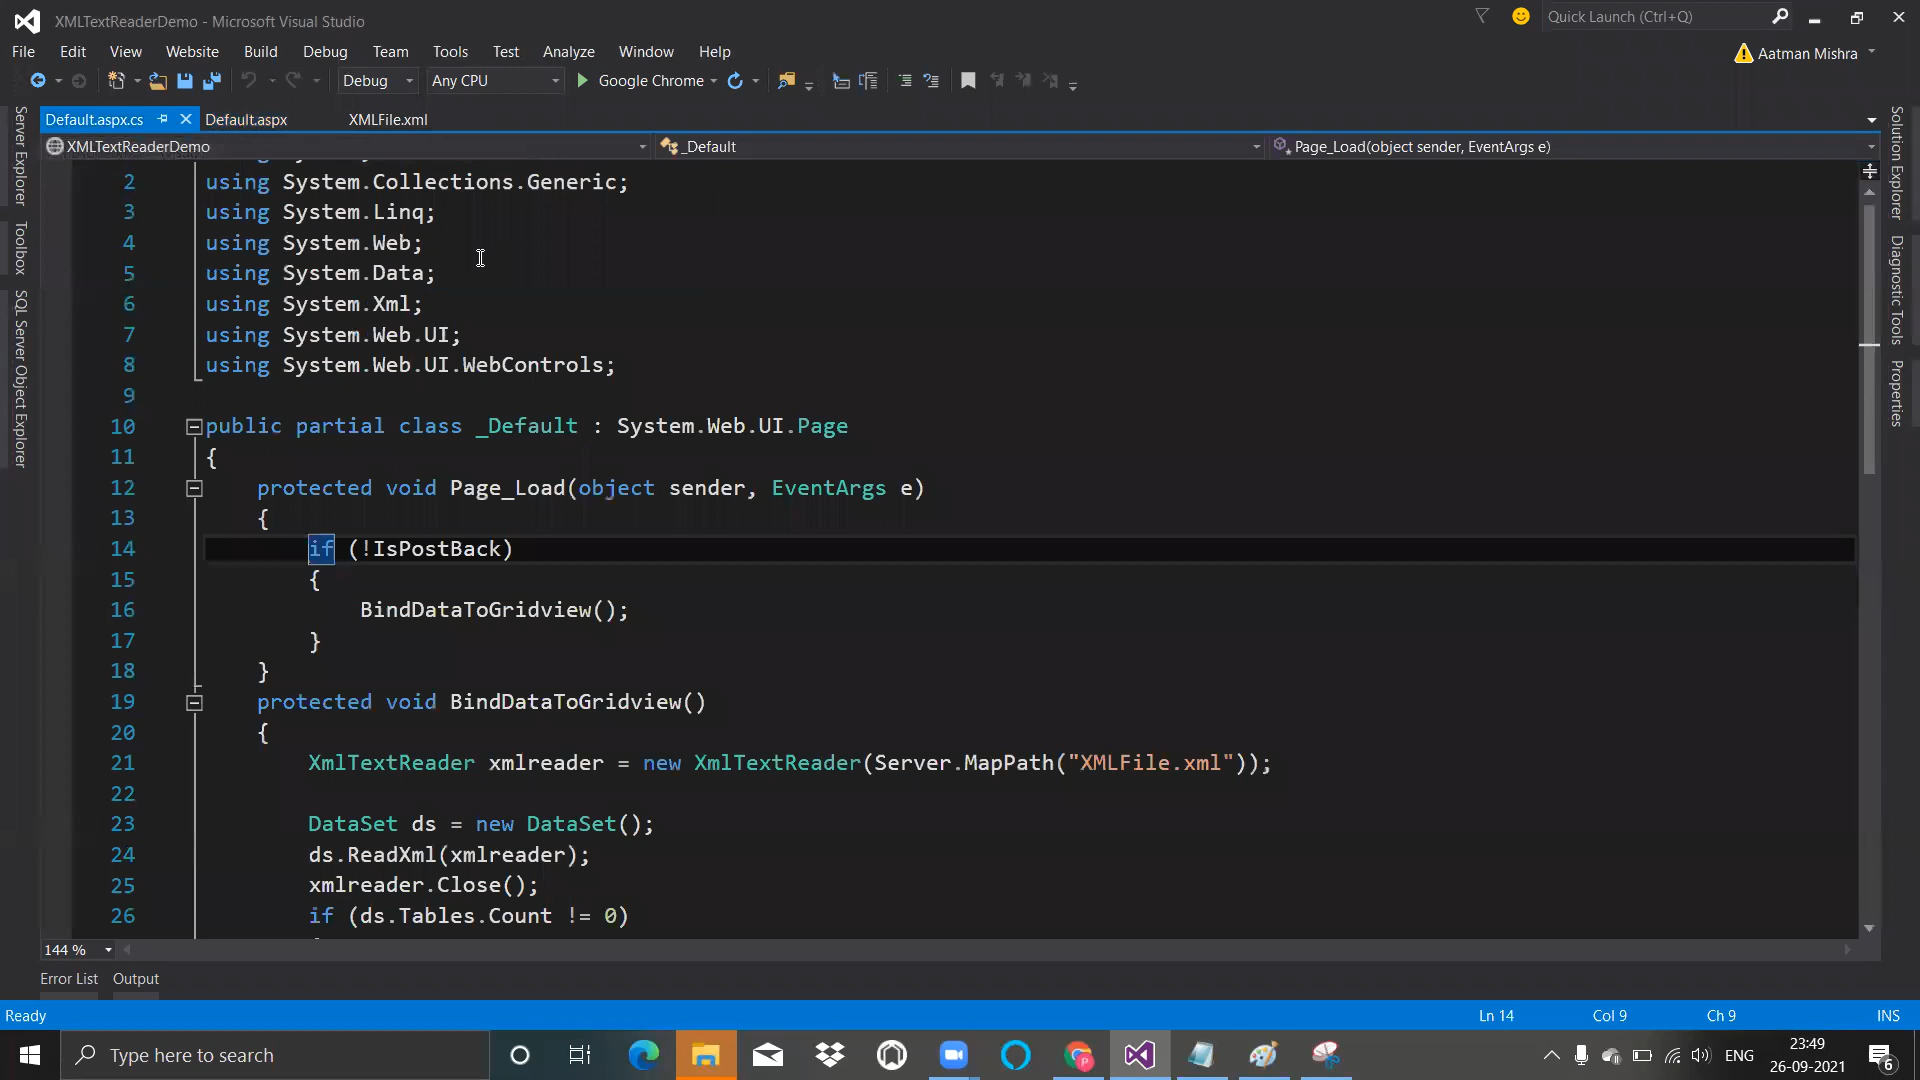 XMLTextReaderDemo - Microsoft Visual Studio
Quick Launch (Ctrl+Q)
File Edit View Website Build Debug Team Tools Test Analyze Window Help
Aatman Mishra
Debug Any CPU Google Chrome
Default.aspx.cs Default.aspx XMLFile.xml
XMLTextReaderDemo _Default Page_Load(object sender, EventArgs e)
Server Explorer
Toolbox
SQL Server Object Explorer
Solution Explorer
Diagnostic Tools
Properties
2 using System.Collections.Generic;
3 using System.Linq;
4 using System.Web;
5 using System.Data;
6 using System.Xml;
7 using System.Web.UI;
8 using System.Web.UI.WebControls;
9
10 public partial class _Default : System.Web.UI.Page
11 {
12 protected void Page_Load(object sender, EventArgs e)
13 {
14 if (!IsPostBack)
15 {
16 BindDataToGridview();
17 }
18 }
19 protected void BindDataToGridview()
20 {
21 XmlTextReader xmlreader = new XmlTextReader(Server.MapPath("XMLFile.xml"));
22
23 DataSet ds = new DataSet();
24 ds.ReadXml(xmlreader);
25 xmlreader.Close();
26 if (ds.Tables.Count != 0)
144 %
Error List Output
Ready Ln 14 Col 9 Ch 9 INS
Type here to search
ENG
23:49
26-09-2021
6